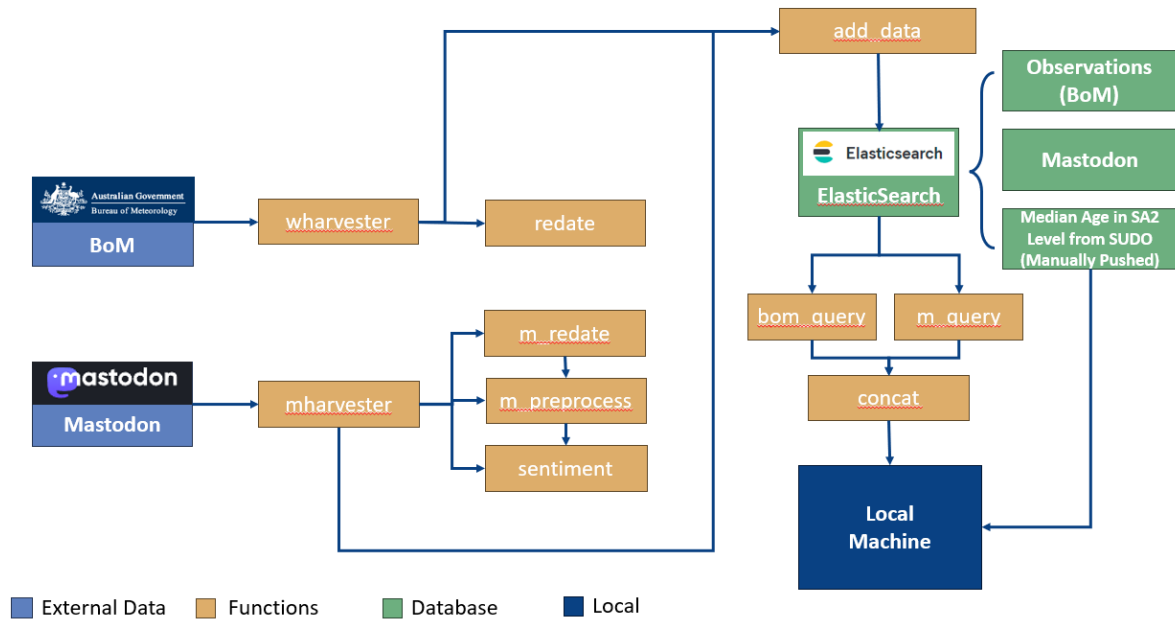 add_data
Observations
(BoM)
Elasticsearch
ElasticSearch
Mastodon
Australian Government
Bureau of Meteorology
BoM
wharvester
redate
Median Age in SA2
Level from SUDO
(Manually Pushed)
bom_query
m_query
m_redate
mastodon
Mastodon
mharvester
m_preprocess
concat
sentiment
Local
Machine
External Data
Functions
Database
Local